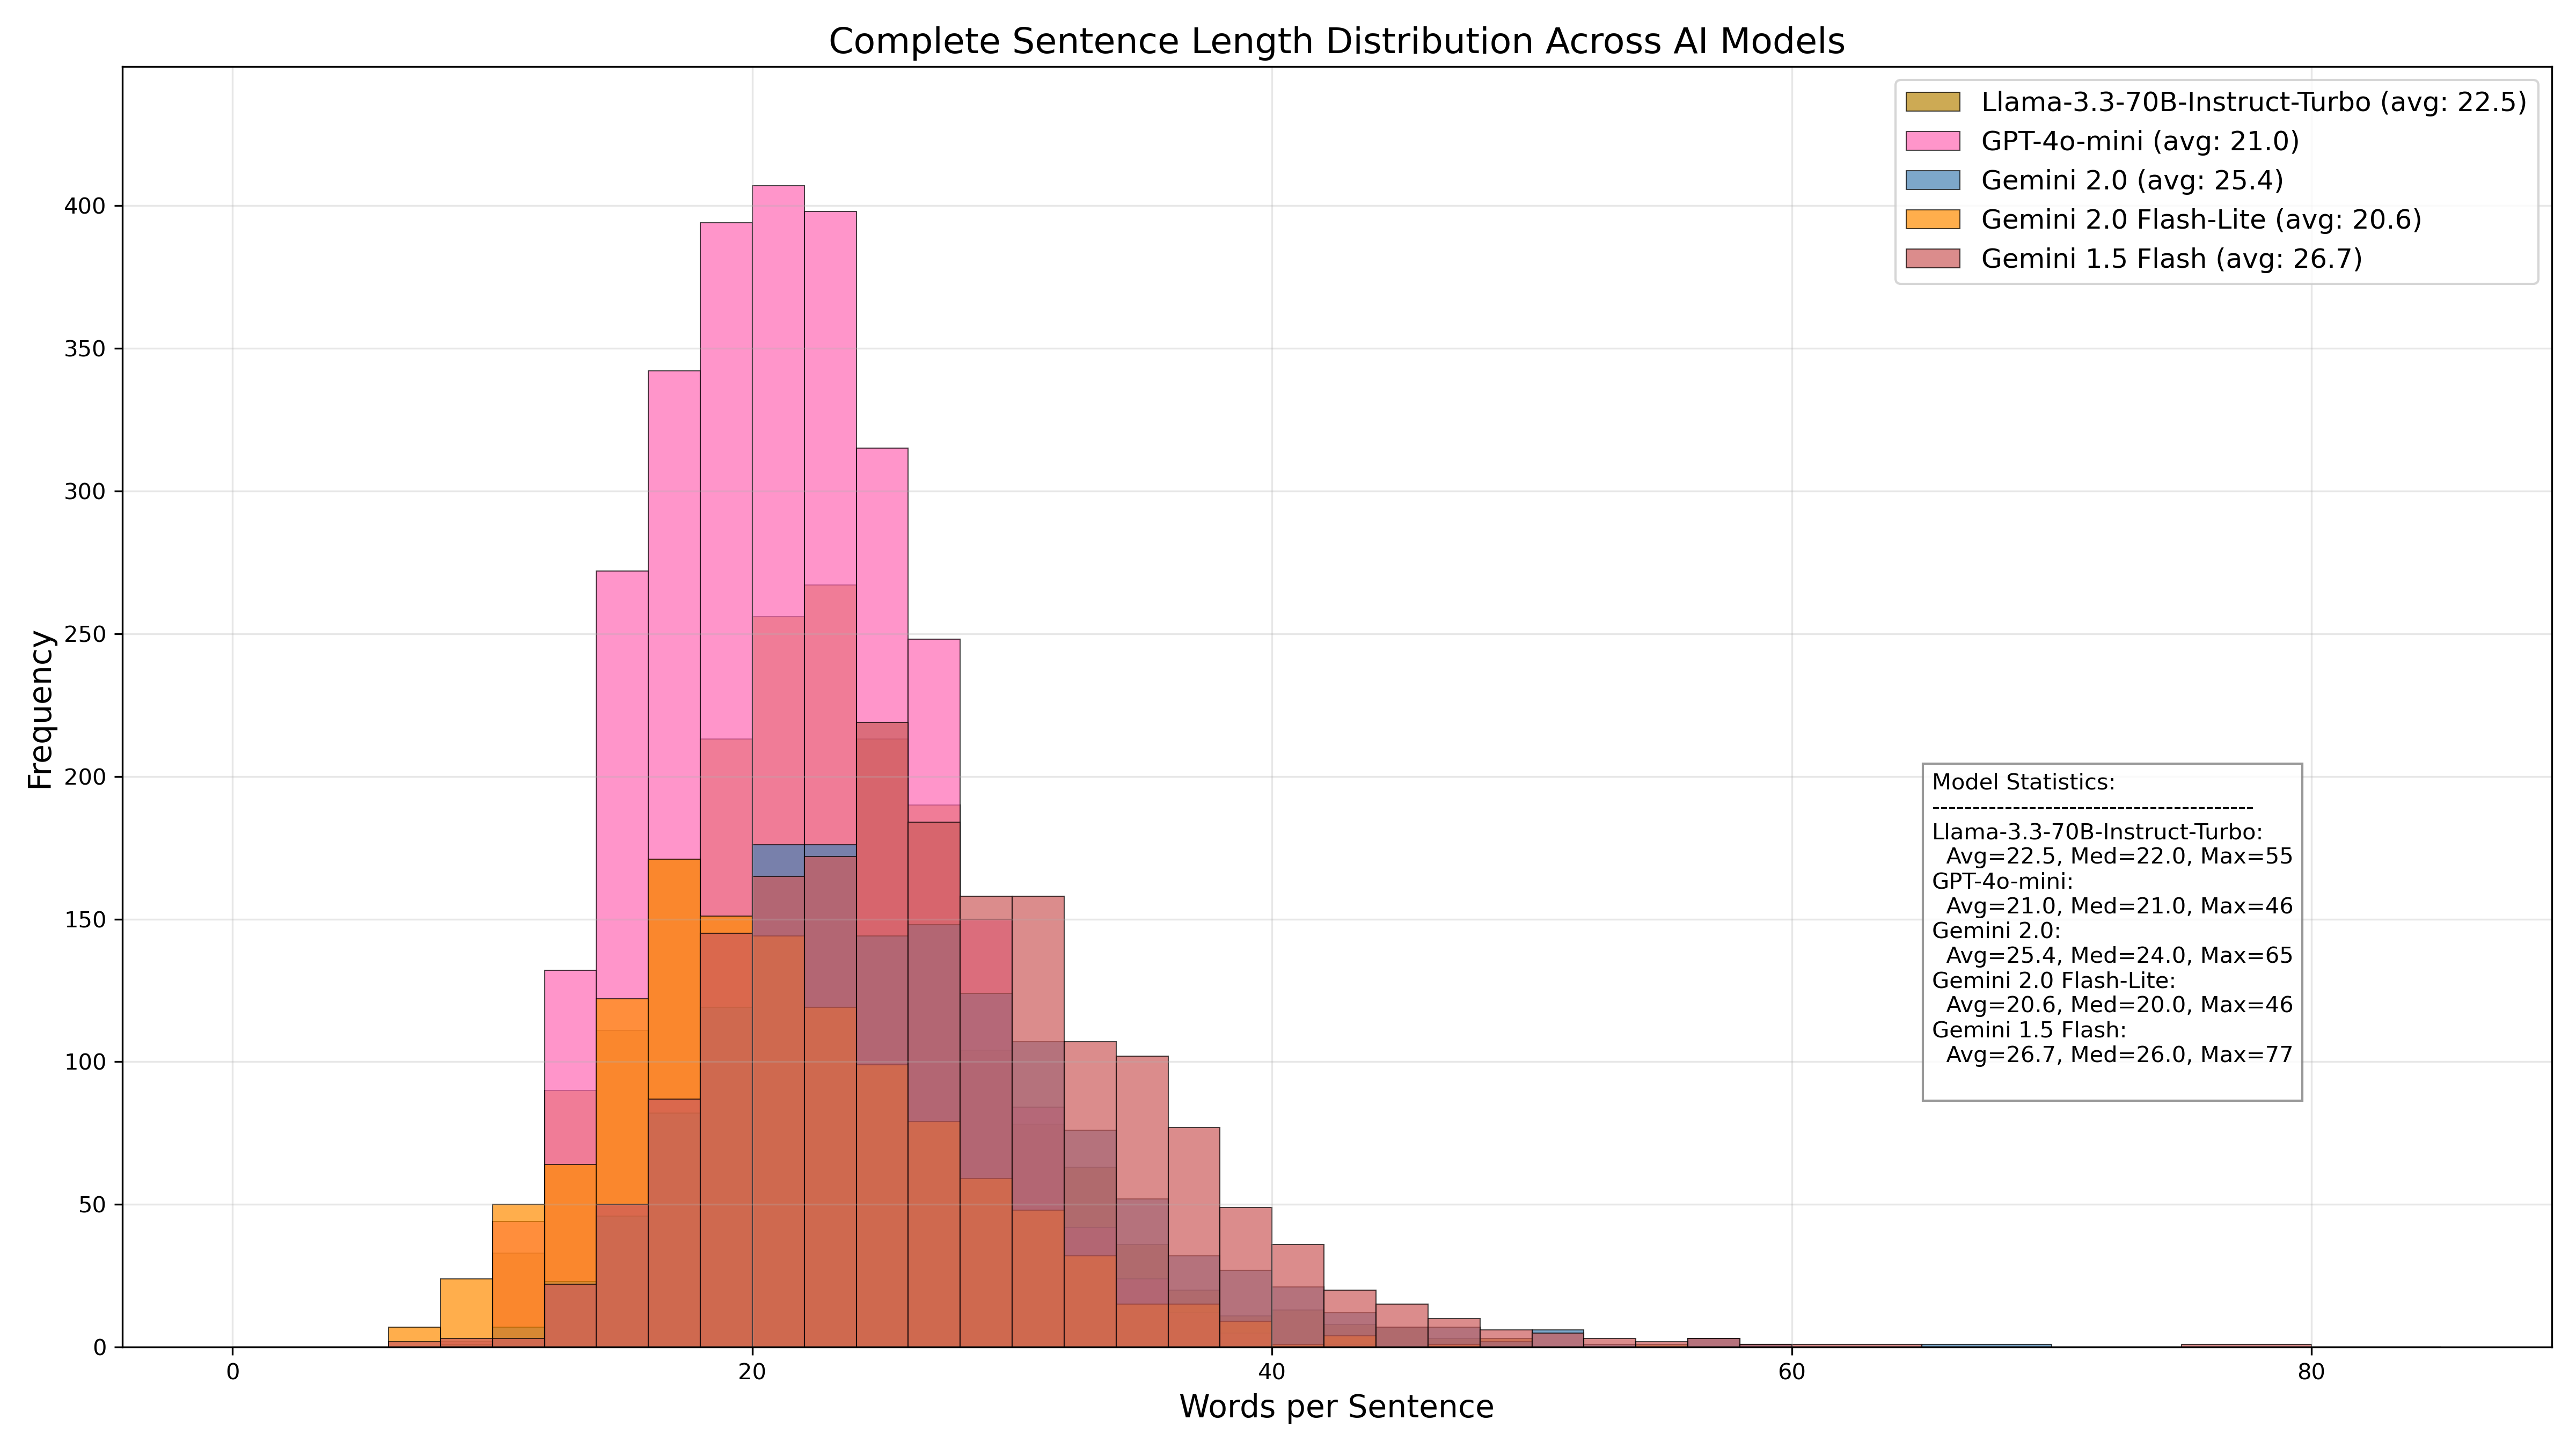 Complete Sentence Length Distribution Across AI Models
Llama-3.3-70B-Instruct-Turbo (avg: 22.5)
GPT-4o-mini (avg: 21.0)
Gemini 2.0 (avg: 25.4)
Gemini 2.0 Flash-Lite (avg: 20.6)
Gemini 1.5 Flash (avg: 26.7)
Frequency
400
350
300
250
200
150
100
50
0
Model Statistics:
----------------------------------------
Llama-3.3-70B-Instruct-Turbo:
Avg=22.5, Med=22.0, Max=55
GPT-4o-mini:
Avg=21.0, Med=21.0, Max=46
Gemini 2.0:
Avg=25.4, Med=24.0, Max=65
Gemini 2.0 Flash-Lite:
Avg=20.6, Med=20.0, Max=46
Gemini 1.5 Flash:
Avg=26.7, Med=26.0, Max=77
0 20 40 60 80
Words per Sentence